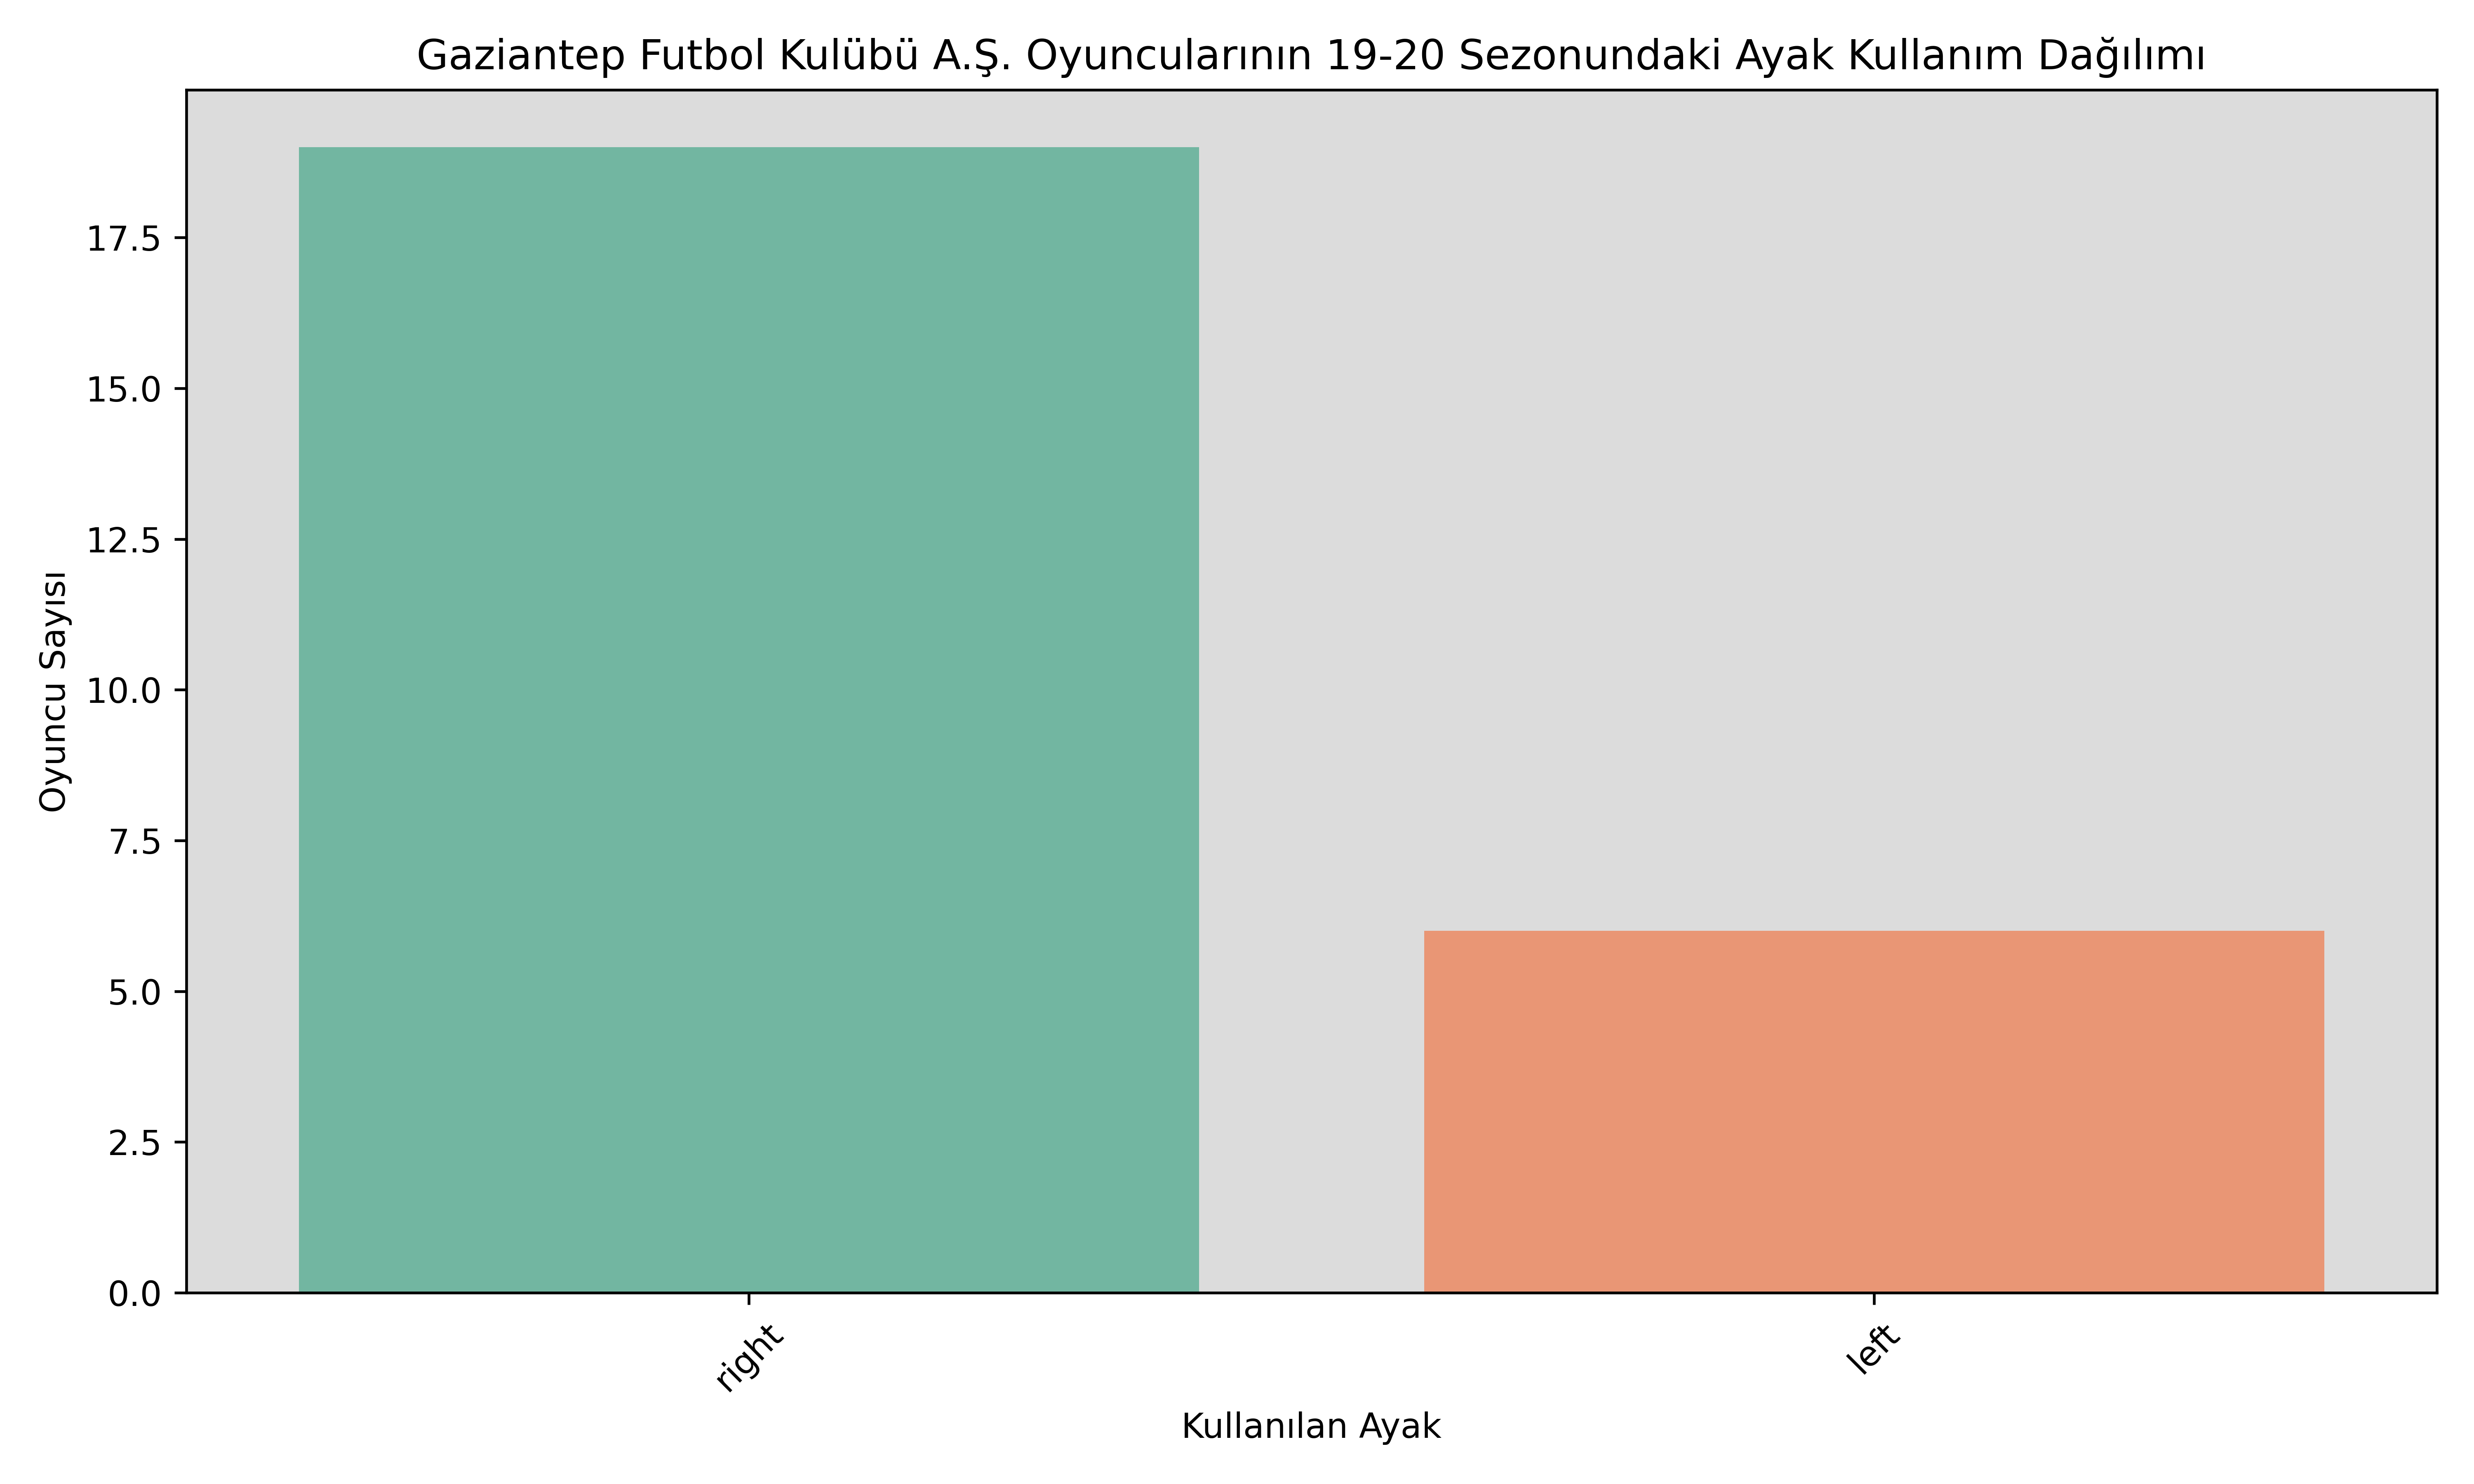 Gaziantep Futbol Kulübü A.Ş. Oyuncularının 19-20 Sezonundaki Ayak Kullanım Dağılımı
Oyuncu Sayısı
17.5
15.0
12.5
10.0
7.5
5.0
2.5
0.0
right
left
Kullanılan Ayak